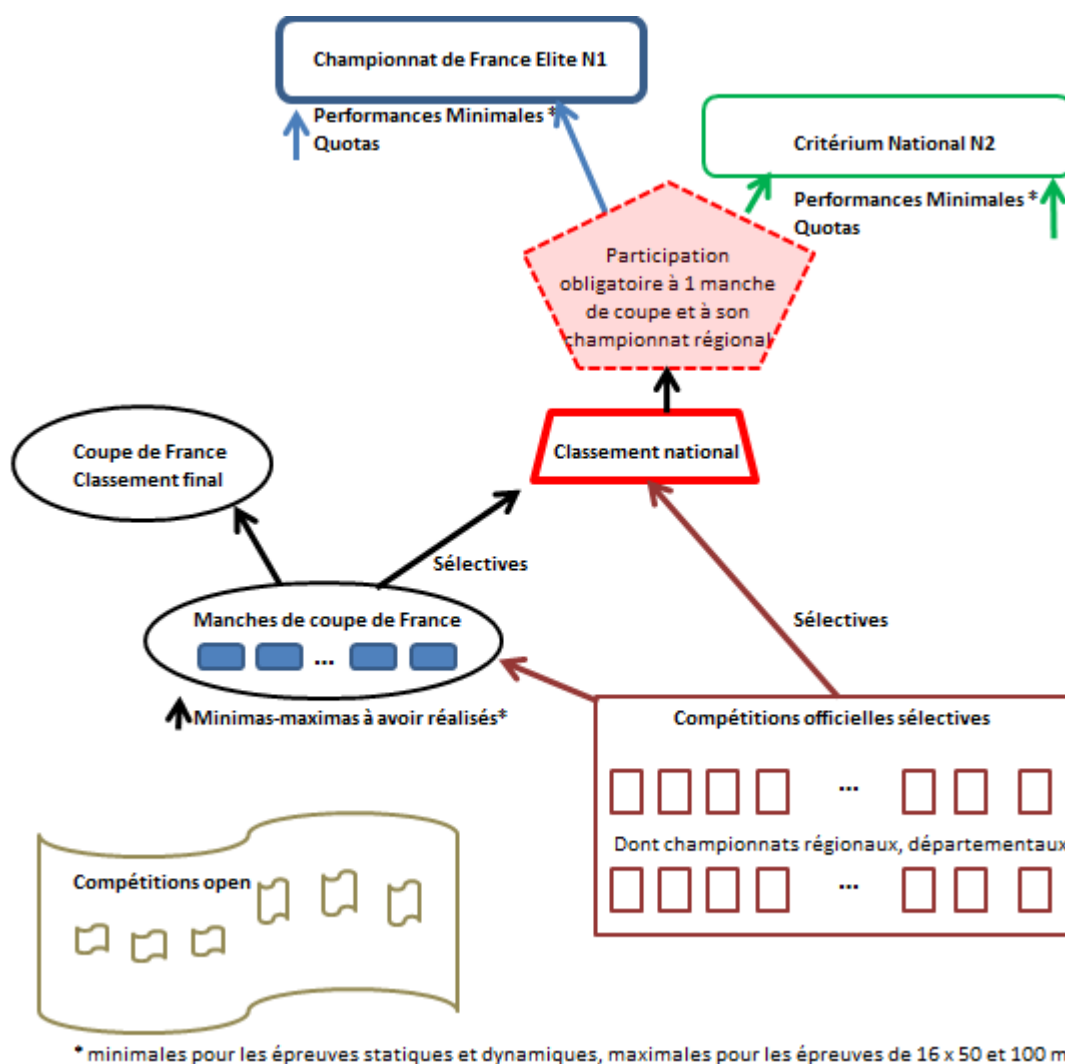 Championnat de France Elite N1
Performances Minimales *
Quotas
Critérium National N2
Performances Minimales *
Quotas
Participation
obligatoire à 1 manche
de coupe et à son
championnat régional
Classement national
Coupe de France
Classement final
Sélectives
Manches de coupe de France
...
Sélectives
Minimas-maximas à avoir réalisés*
Compétitions officielles sélectives
...
Dont championnats régionaux, départementaux
...
Compétitions open
* minimales pour les épreuves statiques et dynamiques, maximales pour les épreuves de 16 x 50 et 100 m